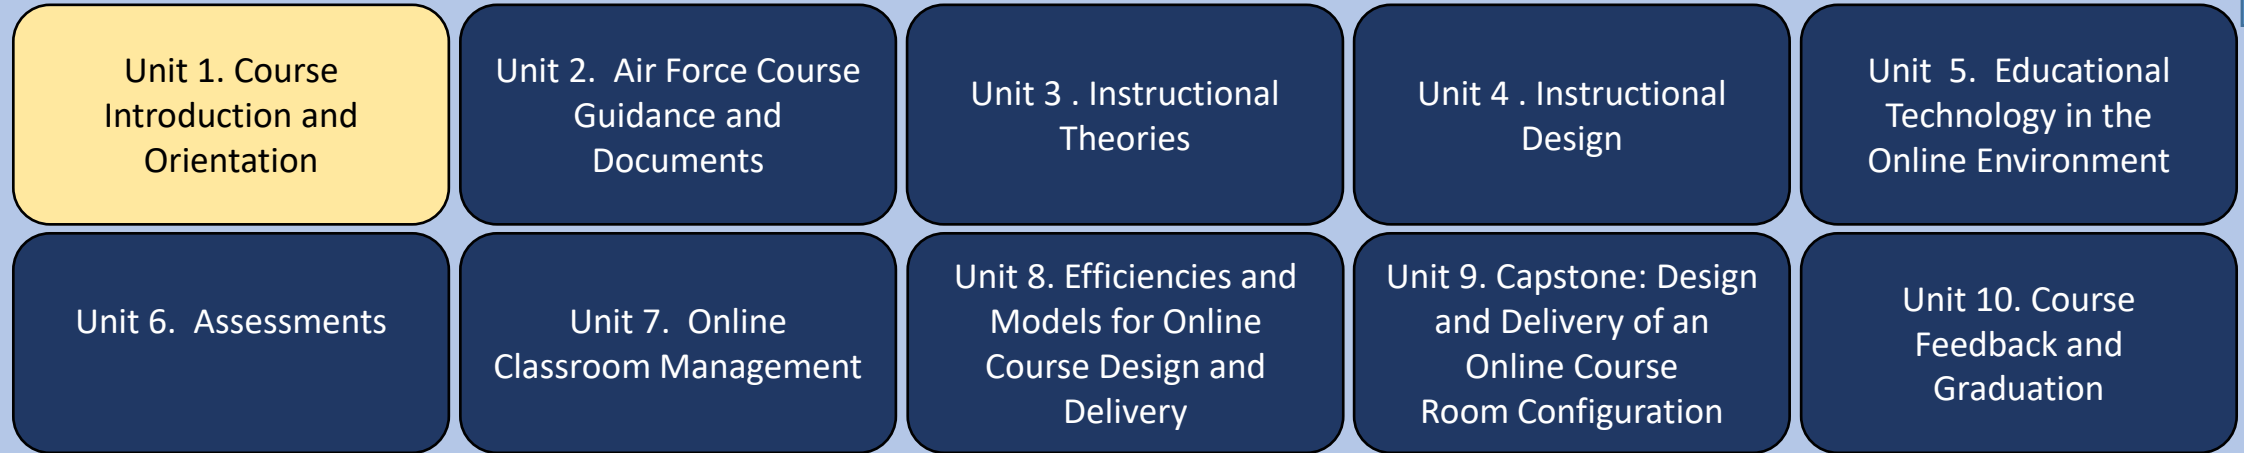 Unit 1. Course
Introduction and
Orientation
Unit 2.  Air Force Course
Guidance and
Documents
Unit 3 . Instructional
Theories
Unit 4 . Instructional
Design
Unit  5.  Educational
Technology in the
Online Environment
Unit 6.  Assessments
Unit 7.  Online
Classroom Management
Unit 8. Efficiencies and
Models for Online
Course Design and
Delivery
Unit 9. Capstone: Design
and Delivery of an
Online Course
Room Configuration
Unit 10. Course
Feedback and
Graduation